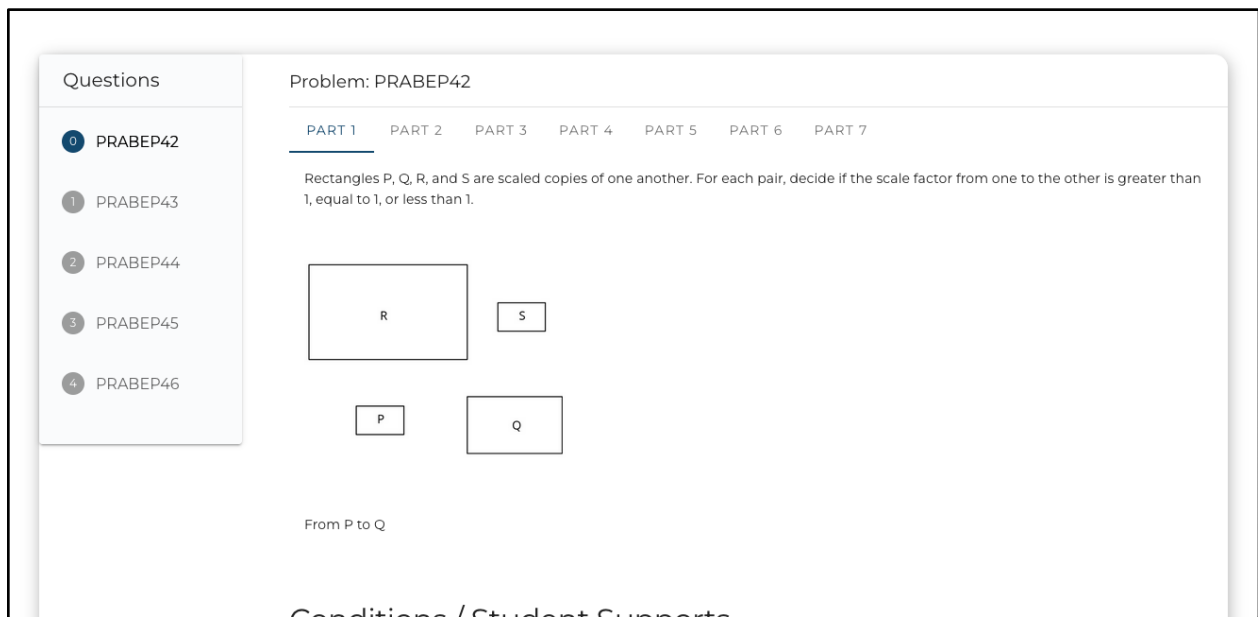 Questions
0 PRABEP42
1 PRABEP43
2 PRABEP44
3 PRABEP45
4 PRABEP46
Problem: PRABEP42
PART 1 PART 2 PART 3 PART 4 PART 5 PART 6 PART 7
Rectangles P, Q, R, and S are scaled copies of one another. For each pair, decide if the scale factor from one to the other is greater than
1, equal to 1, or less than 1.
R
S
P
Q
From P to Q
Conditions / Student Supports